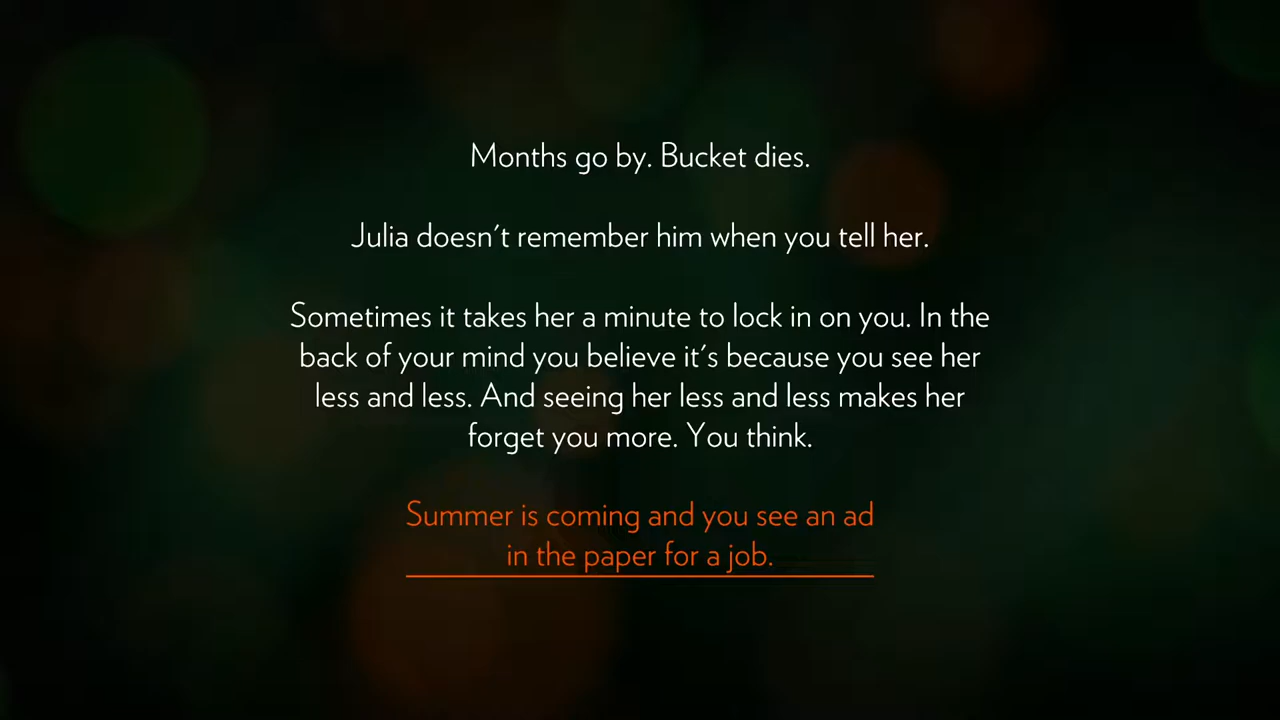 Months go by. Bucket dies.
Julia doesn't remember him when you tell her.
Sometimes it takes her a minute to lock in on you. In the
back of your mind you believe it's because you see her
less and less. And seeing her less and less makes her
forget you more. You think.
Summer is coming and you see an ad
in the paper for a job.